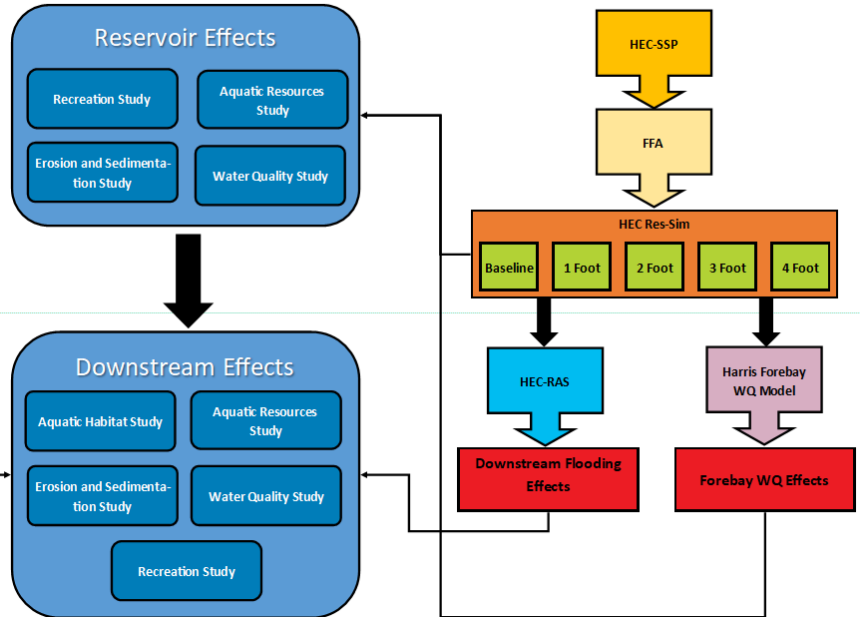 Reservoir Effects
Recreation Study
Aquatic Resources
Study
Erosion and Sedimenta-
tion Study
Water Quality Study
HEC-SSP
FFA
HEC Res-Sim
Baseline
1 Foot
2 Foot
3 Foot
4 Foot
Downstream Effects
Aquatic Habitat Study
Aquatic Resources
Study
Erosion and Sedimenta-
tion Study
Water Quality Study
Recreation Study
HEC-RAS
Harris Forebay
WQ Model
Downstream Flooding
Effects
Forebay WQ Effects